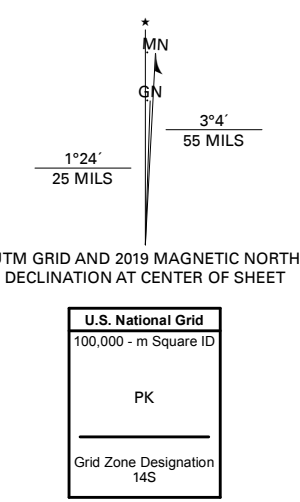 ★
MN
GN
3°4´
55 MILS
1°24´
25 MILS
UTM GRID AND 2019 MAGNETIC NORTH
DECLINATION AT CENTER OF SHEET
U.S. National Grid
100,000 - m Square ID
PK
Grid Zone Designation
14S